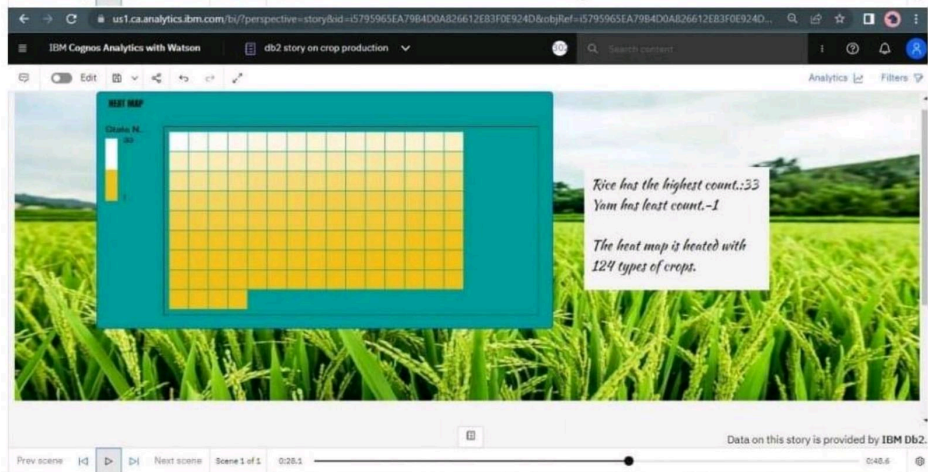 us1.ca.analytics.ibm.com/bi/?perspective=story&id=i5795965EA79B4D0A826612E83F0E924D&objRef=i5795965EA79B4D0A826612E83F0E924D...
IBM Cognos Analytics with Watson
db2 story on crop production
Search content
Edit
Analytics
Filters
HEAT MAP
Rice has the highest count.:33
Yam has least count.-1
The heat map is heated with
124 types of crops.
Data on this story is provided by IBM Db2.
Prev scene
Next scene
Scene 1 of 1
0:28.1
0:48.6